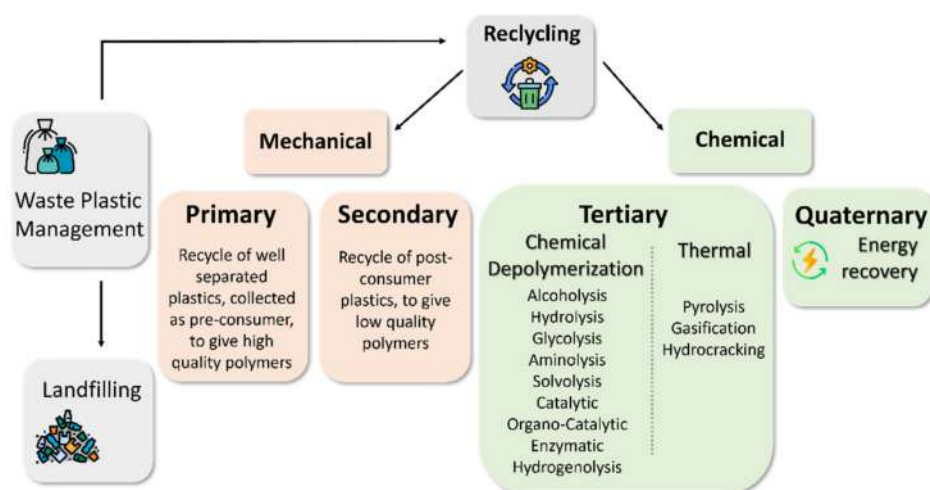 Reclycling
Mechanical
Chemical
Waste Plastic
Management
Landfilling
Primary
Recycle of well
separated plastics, collected
as pre-consumer,
to give high
quality polymers
Secondary
Recycle of post-
consumer
plastics, to give
low quality
polymers
Tertiary
Chemical
Depolymerization
Alcoholysis
Hydrolysis
Glycolysis
Aminolysis
Solvolysis
Catalytic
Organo-Catalytic
Enzymatic
Hydrogenolysis
Thermal
Pyrolysis
Gasification
Hydrocracking
Quaternary
Energy
recovery